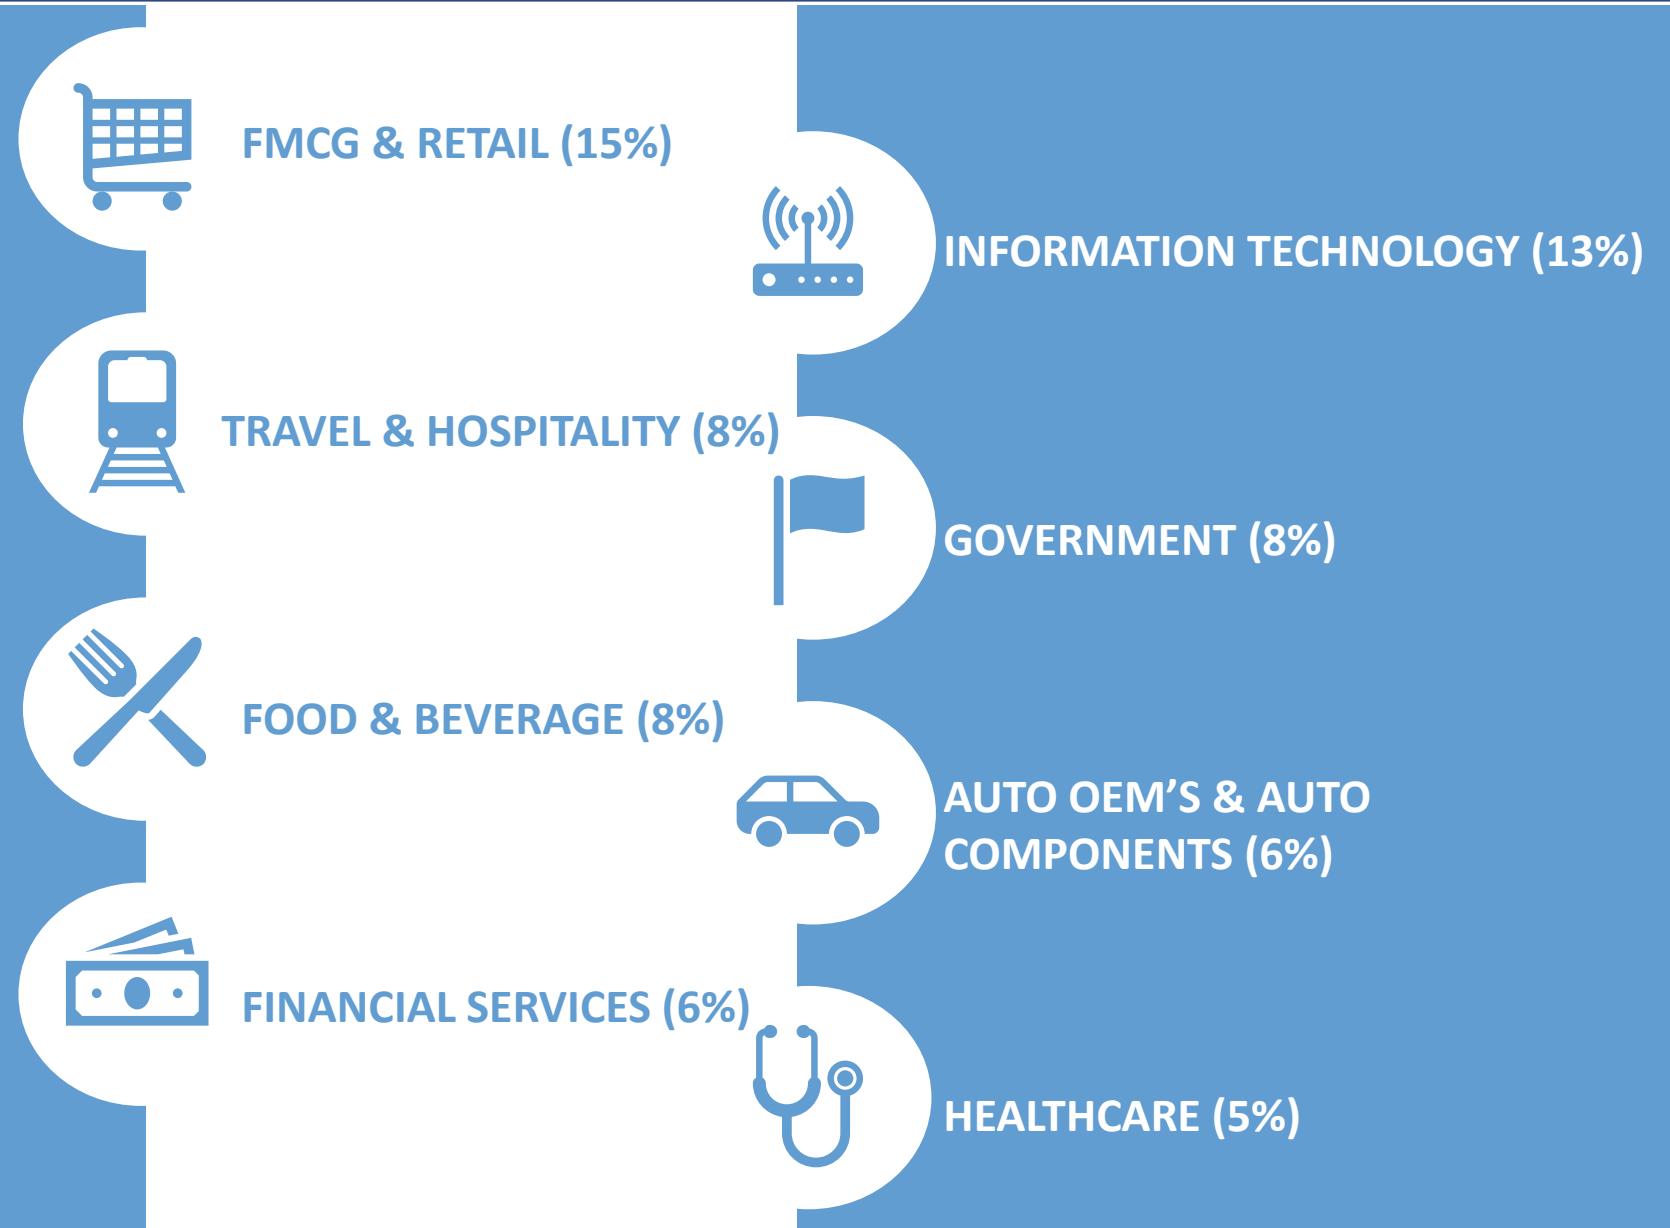 FMCG & RETAIL (15%)
INFORMATION TECHNOLOGY (13%)
TRAVEL & HOSPITALITY (8%)
GOVERNMENT (8%)
FOOD & BEVERAGE (8%)
AUTO OEM’S & AUTO
COMPONENTS (6%)
FINANCIAL SERVICES (6%)
HEALTHCARE (5%)